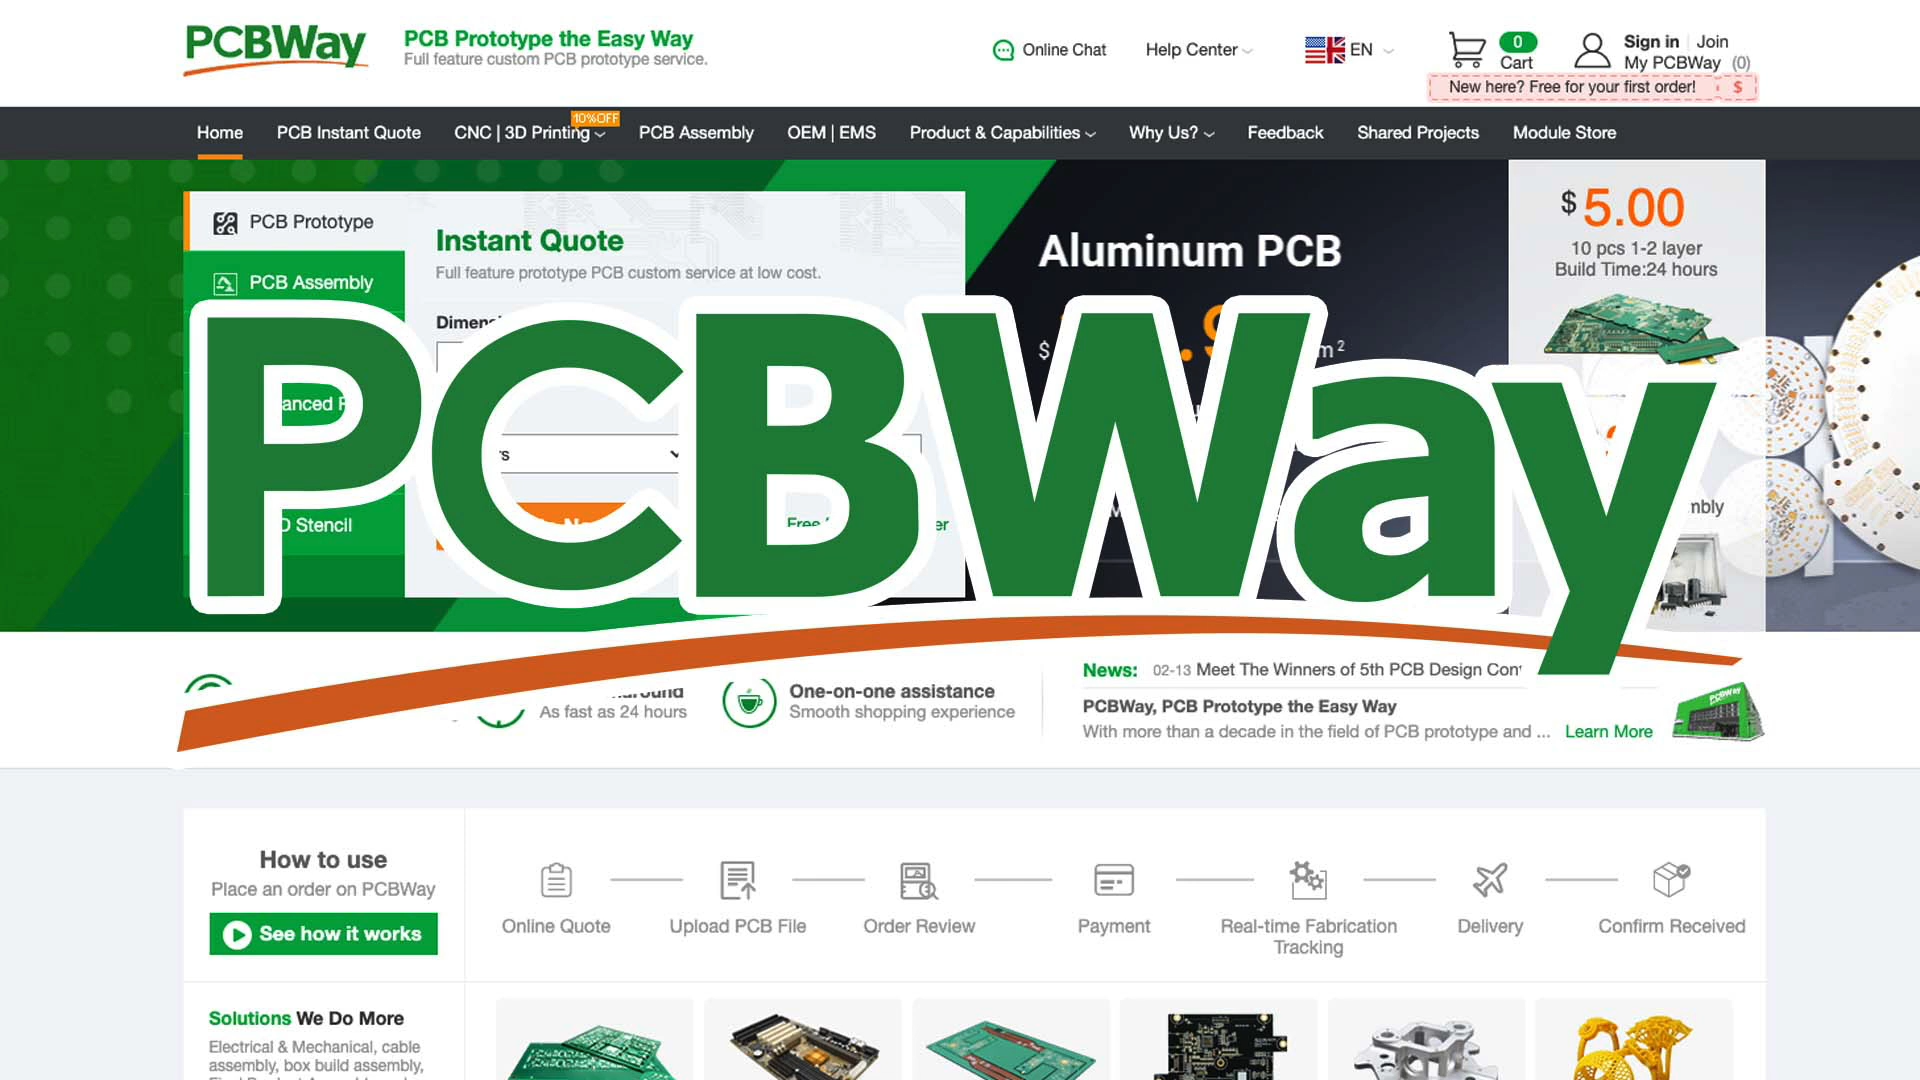 PCBWay
PCB Prototype the Easy Way
Full feature custom PCB prototype service.
Online Chat
Help Center
EN
0
Cart
Sign in
Join
My PCBWay (0)
New here? Free for your first order! $
Home
PCB Instant Quote
CNC | 3D Printing
10%OFF
PCB Assembly
OEM | EMS
Product & Capabilities
Why Us?
Feedback
Shared Projects
Module Store
PCB Prototype
PCB Assembly
D Stencil
Instant Quote
Full feature prototype PCB custom service at low cost.
Free
Aluminum PCB
$
m²
$5.00
10 pcs 1-2 layer
Build Time:24 hours
PCBWay
As fast as 24 hours
One-on-one assistance
Smooth shopping experience
News: 02-13 Meet The Winners of 5th PCB Design
PCBWay, PCB Prototype the Easy Way
With more than a decade in the field of PCB prototype and ... Learn More
PCBWay
How to use
Place an order on PCBWay
See how it works
Online Quote
Upload PCB File
Order Review
Payment
Real-time Fabrication
Tracking
Delivery
Confirm Received
Solutions We Do More
Electrical & Mechanical, cable
assembly, box build assembly,